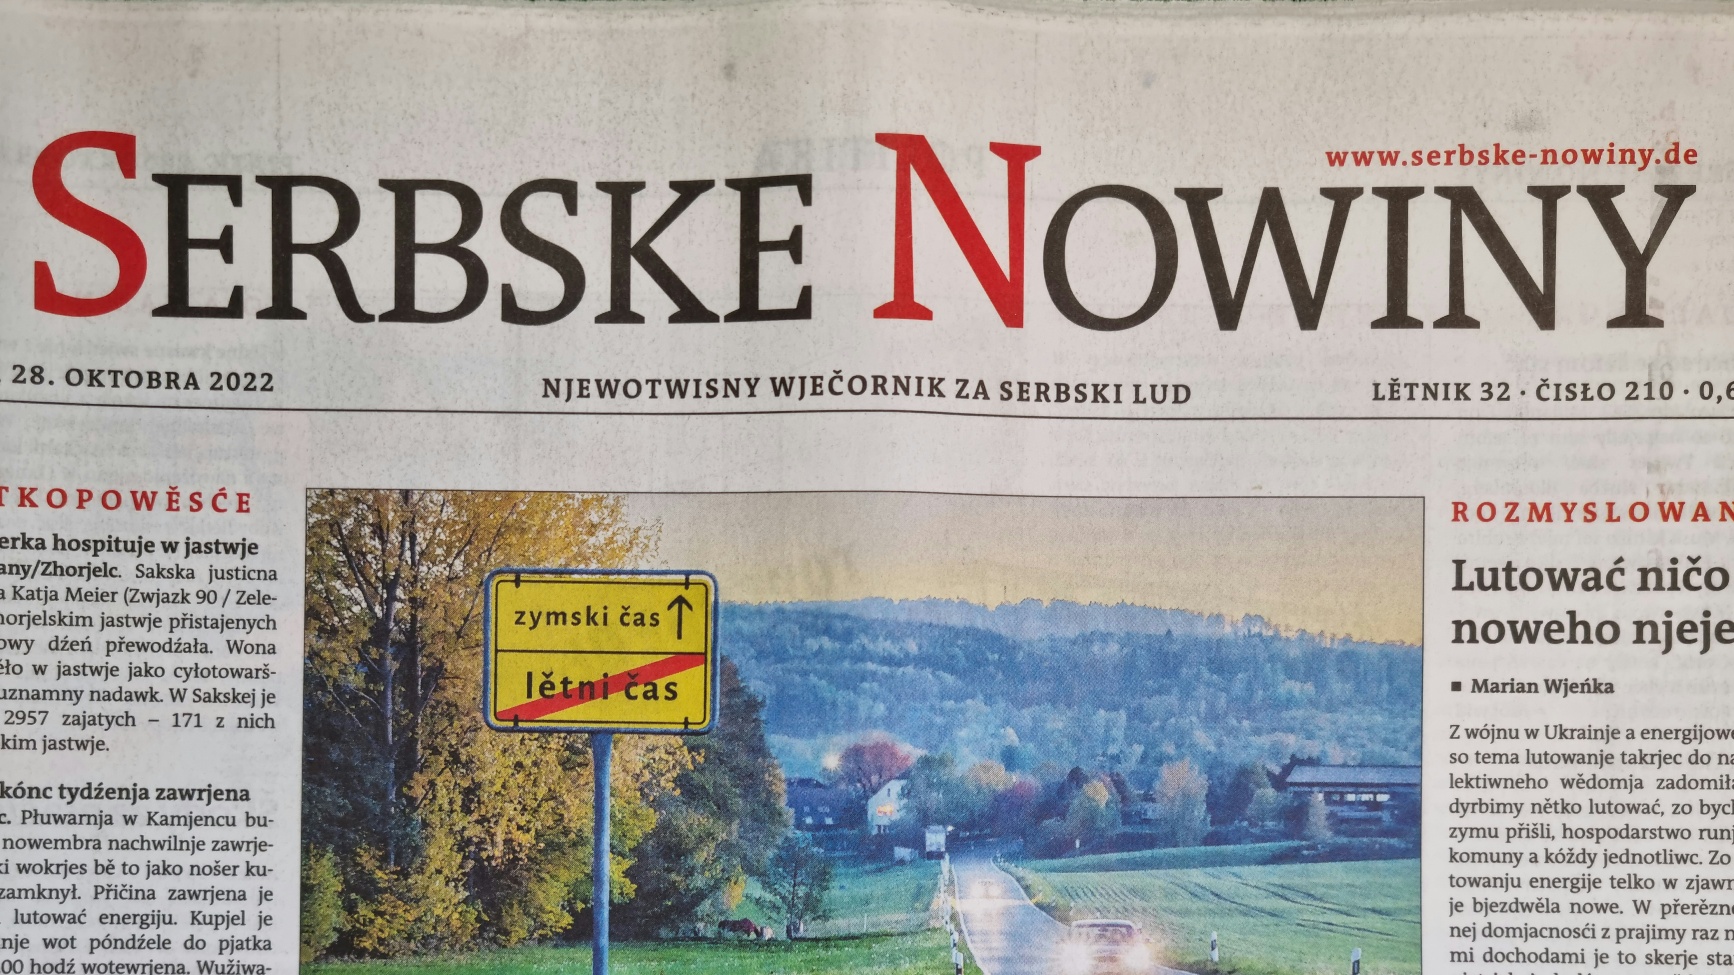 www.serbske-nowiny.de
SERBSKE NOWINY
28. OKTOBRA 2022
NJEWOTWISNY WJEČORNIK ZA SERBSKI LUD
LĚTNIK 32 · ČISŁO 210 · 0,6
TKOPOWĚSĆE
erka hospituje w jastwje
any/Zhorjelc. Sakska justicna
a Katja Meier (Zwjazk 90 / Zele-
horjelskim jastwje přistajenych
owy dźeń přewodźała. Wona
ěło w jastwje jako cyłotowarš-
uznamny nadawk. W Sakskej je
2957 zajatych – 171 z nich
kim jastwje.
kónc tydźenja zawrjena
c. Płuwarnja w Kamjencu bu-
nowembra nachwilnje zawrje-
ki wokrjes bě to jako nošer ku-
zamknył. Přičina zawrjena je
lutować energiju. Kupjel je
nje wot póndźele do pjatka
00 hodź wotewrjena. Wužiwa-
zymski čas ↑
lětni čas
ROZMYSLOWAN
Lutować ničo
noweho njeje
■ Marian Wjeńka
Z wójnu w Ukrainje a energijowe
so tema lutowanje takrjec do na
lektiwneho wědomja zadomiła
dyrbimy nětko lutować, zo bych
zymu přišli, hospodarstwo runj
komuny a kóždy jednotliwc. Zo
towanju energije telko w zjawn
je bjezdwěla nowe. W přerězne
nej domjacnosći z prajimy raz n
mi dochodami je to skerje sta